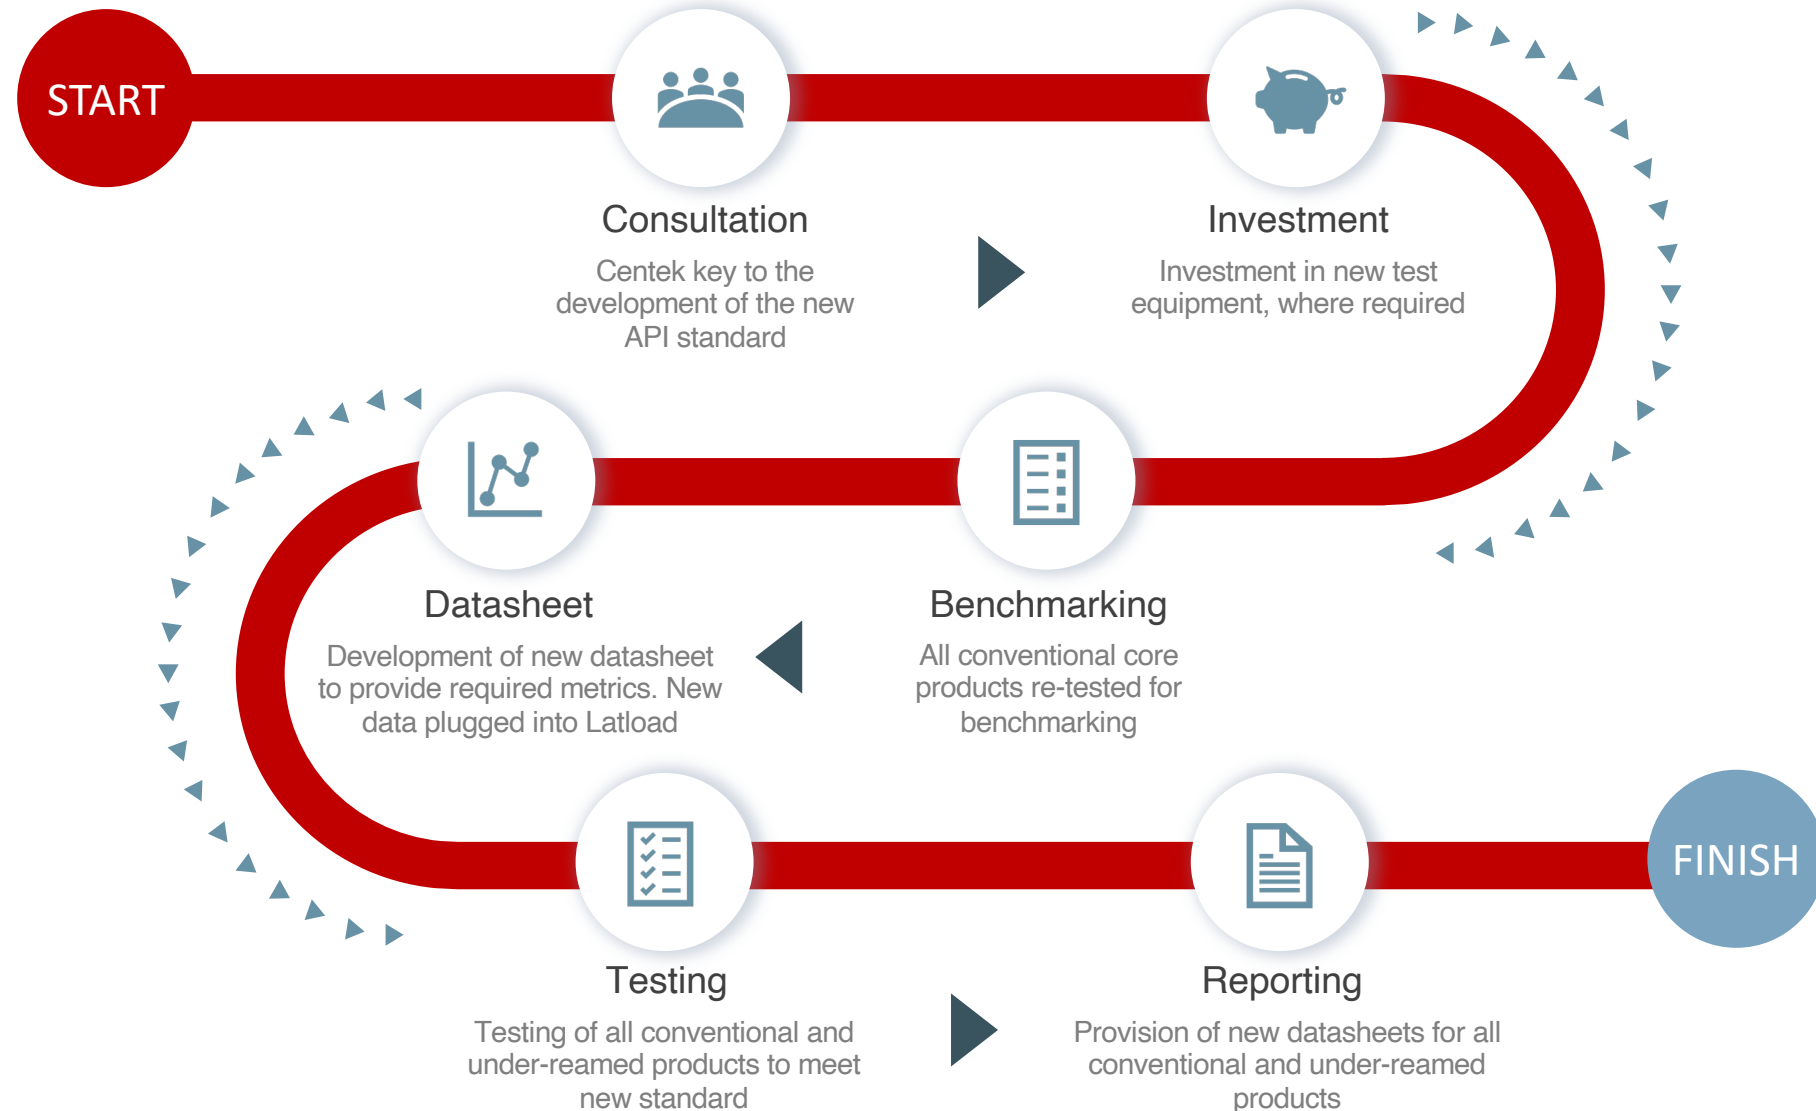 START
Consultation
Centek key to the
development of the new
API standard
Investment
Investment in new test
equipment, where required
Datasheet
Development of new datasheet
to provide required metrics. New
data plugged into Latload
Benchmarking
All conventional core
products re-tested for
benchmarking
Testing
Testing of all conventional and
under-reamed products to meet
new standard
Reporting
Provision of new datasheets for all
conventional and under-reamed
products
FINISH